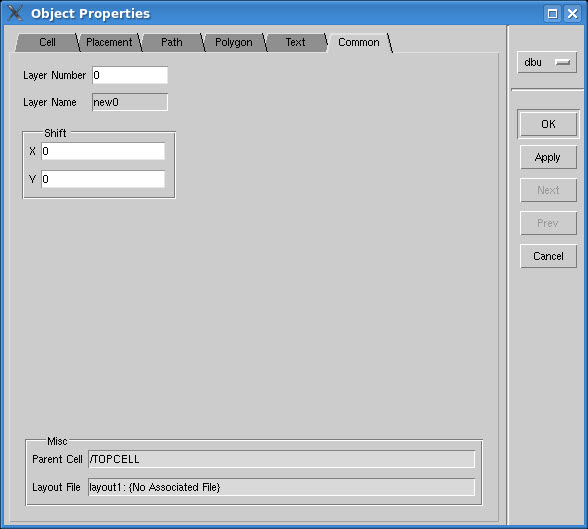 Object Properties
Cell Placement Path Polygon Text Common
dbu
Layer Number 0
Layer Name new0
Shift
X 0
Y 0
OK
Apply
Next
Prev
Cancel
Misc
Parent Cell /TOPCELL
Layout File layout1: {No Associated File}